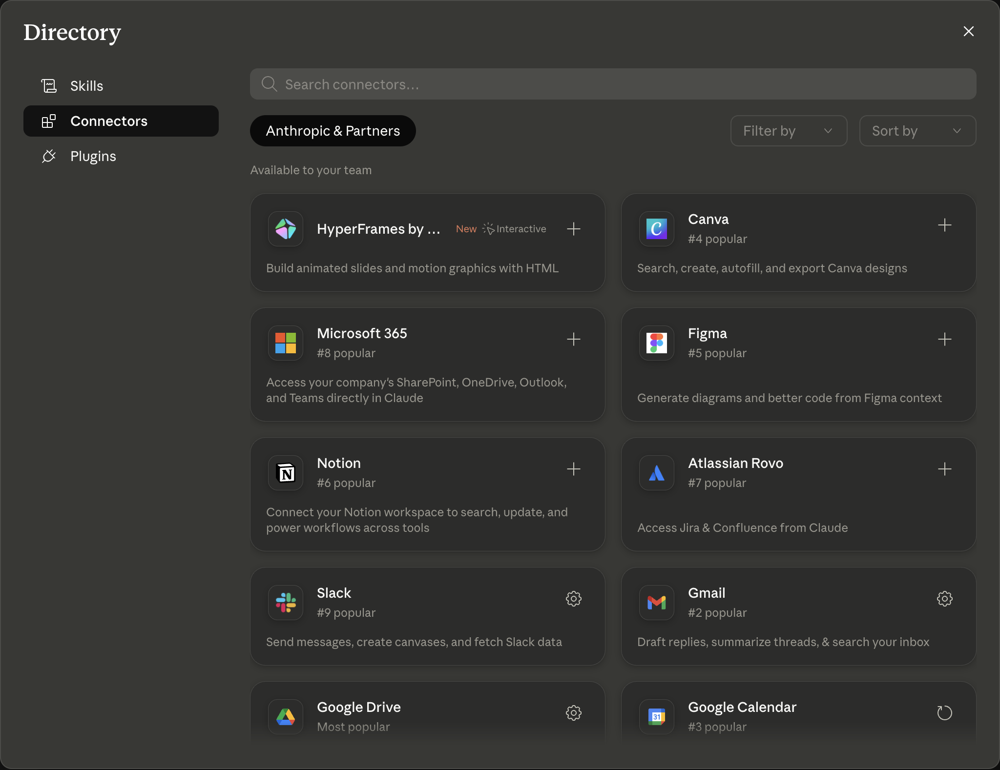 Directory
Skills
Connectors
Plugins
Search connectors...
Anthropic & Partners
Filter by
Sort by
Available to your team
HyperFrames by ...
New
Interactive
Build animated slides and motion graphics with HTML
Canva
#4 popular
Search, create, autofill, and export Canva designs
Microsoft 365
#8 popular
Access your company's SharePoint, OneDrive, Outlook,
and Teams directly in Claude
Figma
#5 popular
Generate diagrams and better code from Figma context
N
Notion
#6 popular
Connect your Notion workspace to search, update, and
power workflows across tools
Atlassian Rovo
#7 popular
Access Jira & Confluence from Claude
Slack
#9 popular
Send messages, create canvases, and fetch Slack data
Gmail
#2 popular
Draft replies, summarize threads, & search your inbox
Google Drive
Most popular
31
Google Calendar
#3 popular